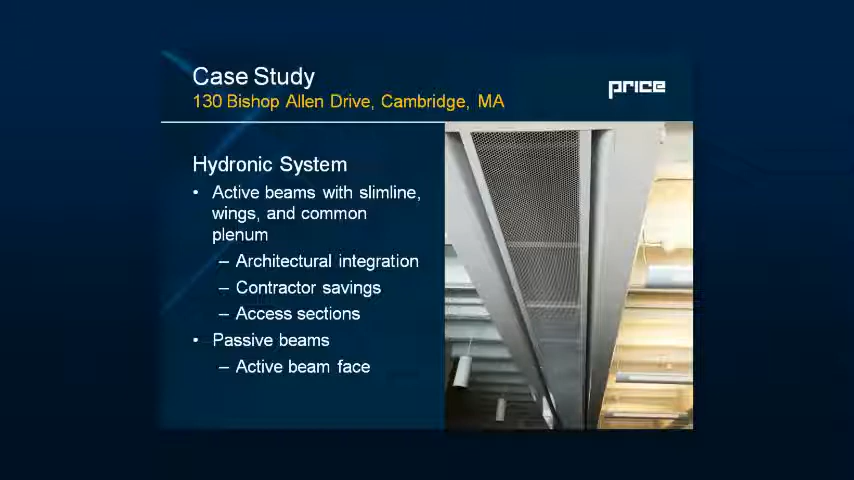 Case Study
130 Bishop Allen Drive, Cambridge, MA
price
Hydronic System
• Active beams with slimline,
wings, and common
plenum
– Architectural integration
– Contractor savings
– Access sections
• Passive beams
– Active beam face